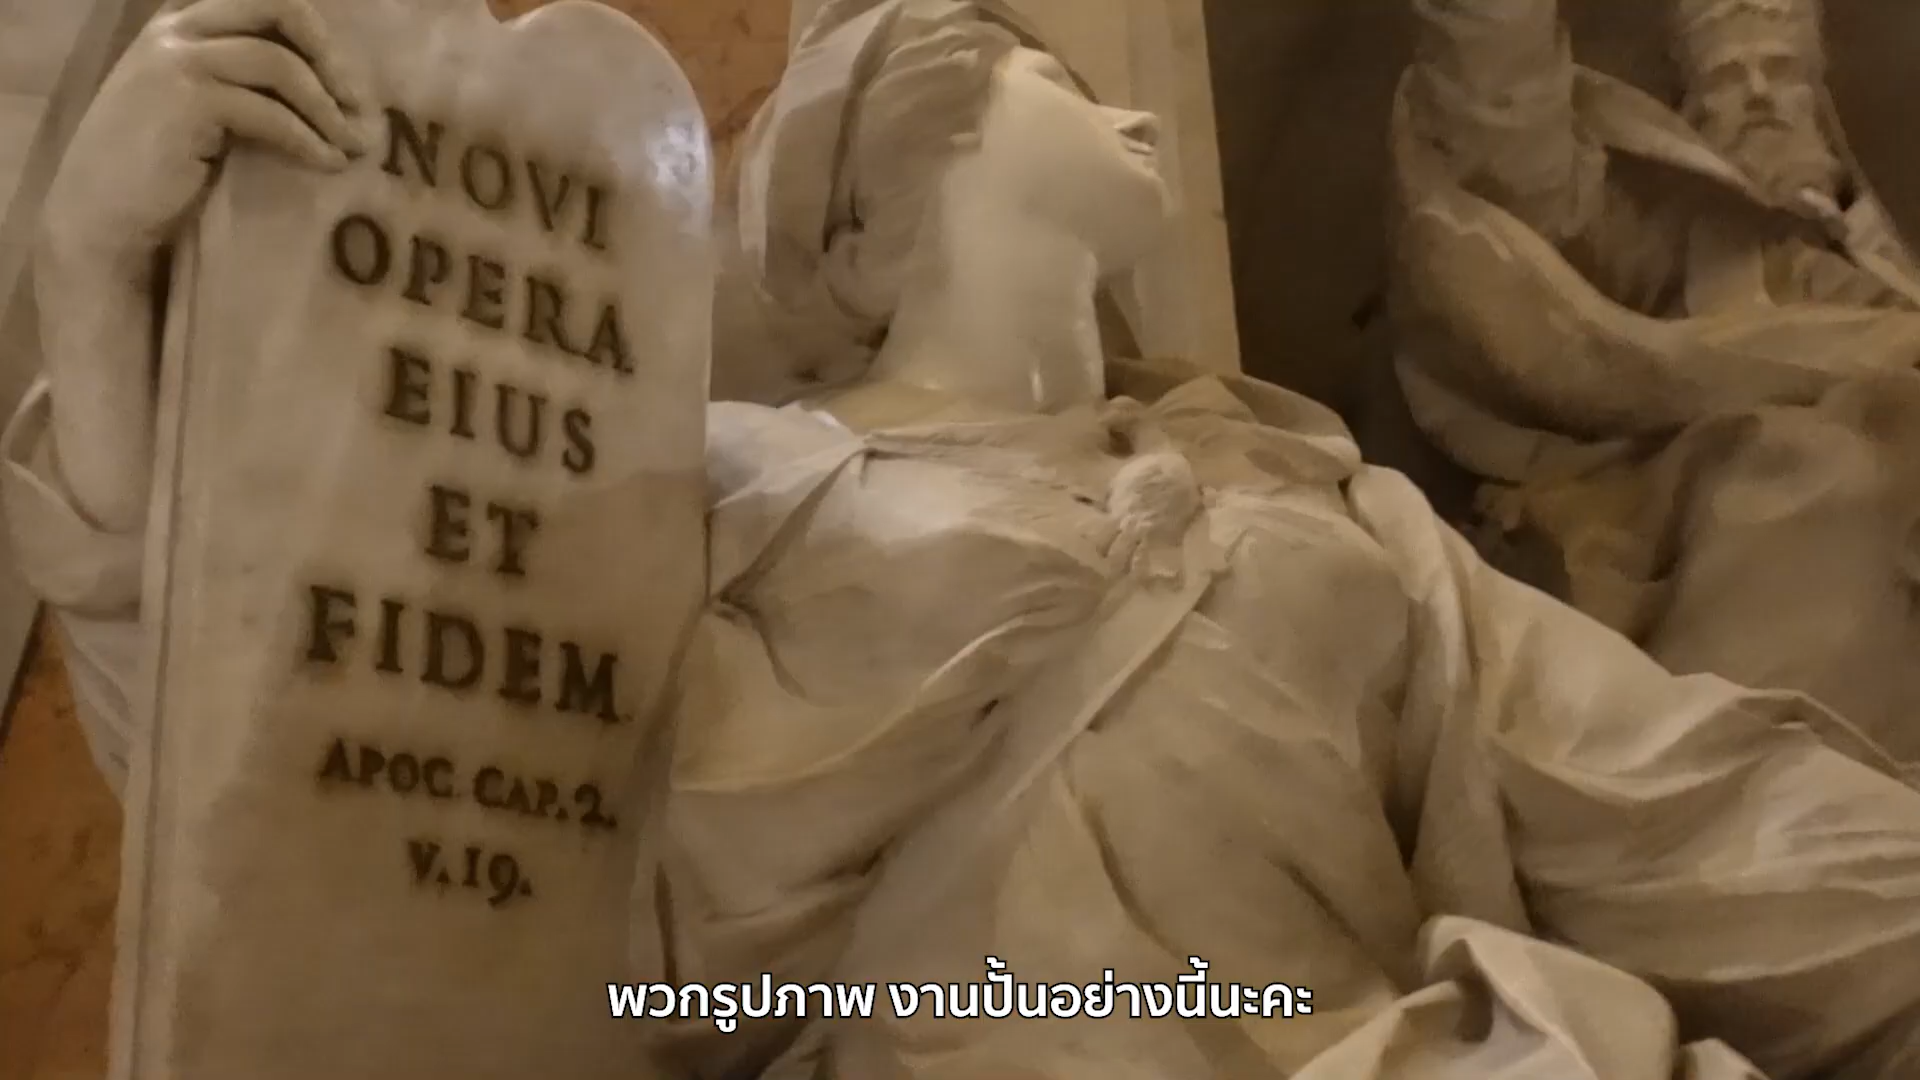 NOVI
OPERA
EIUS
ET
FIDEM
APOC CAP. 2.
V. 19.
พวกรูปภาพ งานปั้นอย่างนี้นะคะ